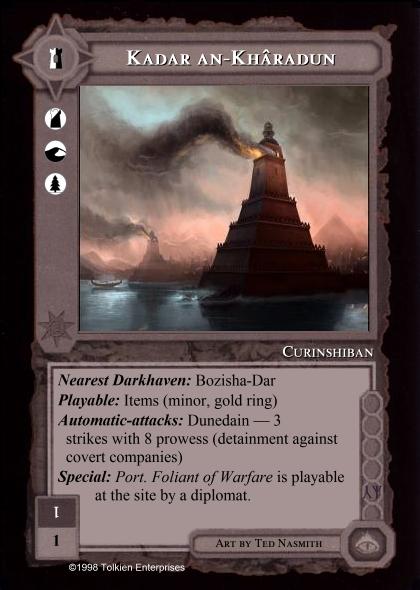 KADAR AN-KHÂRADUN
CURINSHIBAN
Nearest Darkhaven: Bozisha-Dar
Playable: Items (minor, gold ring)
Automatic-attacks: Dunedain — 3
strikes with 8 prowess (detainment against
covert companies)
Special: Port. Foliant of Warfare is playable
at the site by a diplomat.
I
1
ART BY TED NASMITH
©1998 Tolkien Enterprises